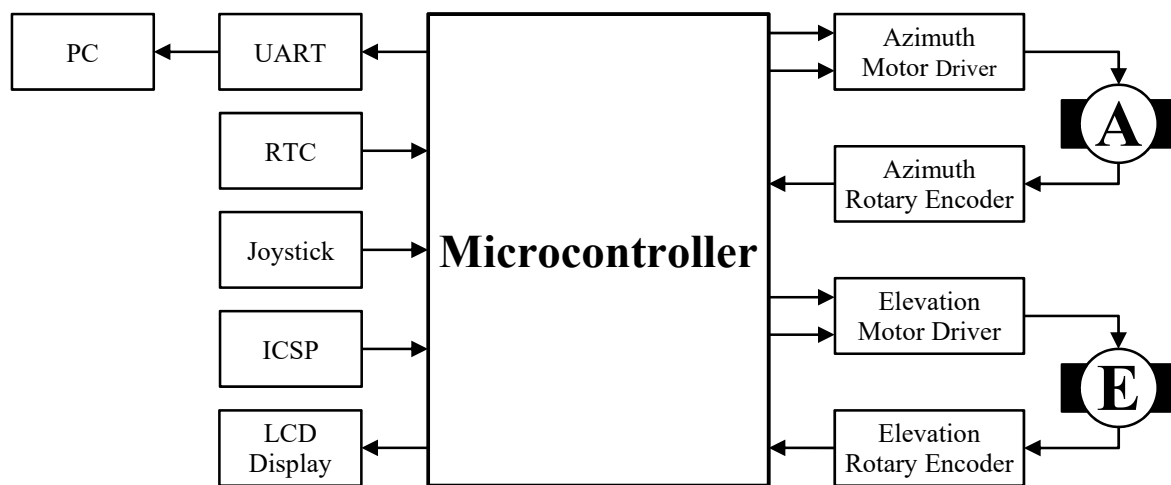 PC
UART
RTC
Joystick
ICSP
LCD
Display
Microcontroller
Azimuth
Motor Driver
A
Azimuth
Rotary Encoder
Elevation
Motor Driver
E
Elevation
Rotary Encoder